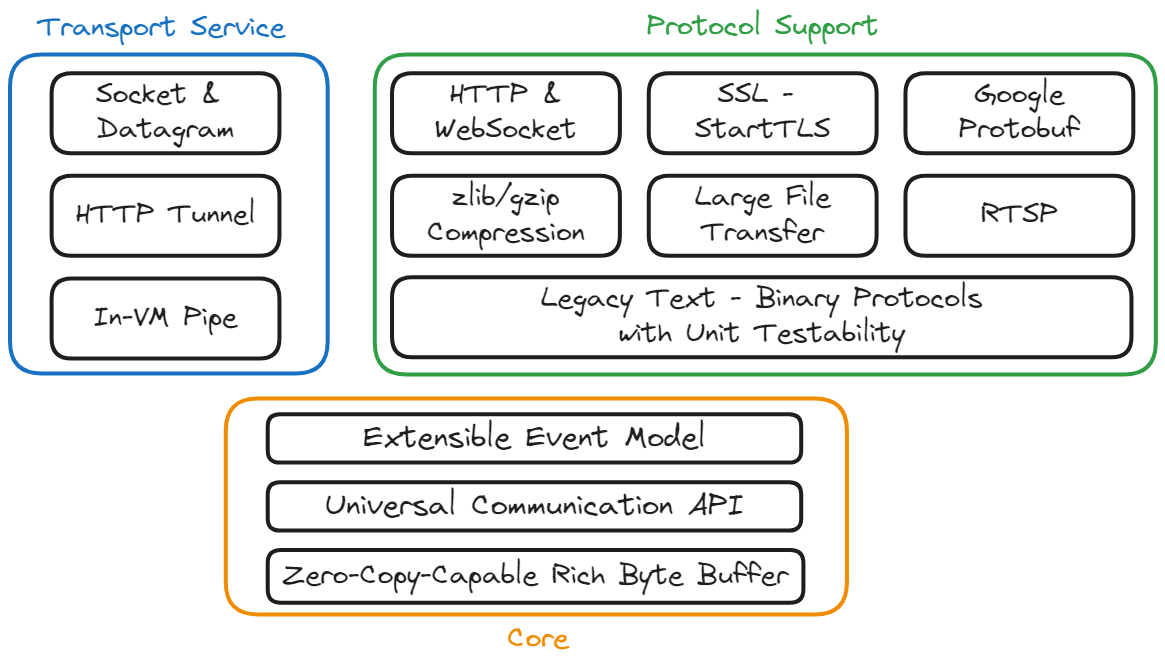 Transport Service
Socket &
Datagram
HTTP Tunnel
In-VM Pipe
Protocol Support
HTTP &
WebSocket
SSL -
StartTLS
Google
Protobuf
zlib/gzip
Compression
Large File
Transfer
RTSP
Legacy Text - Binary Protocols
with Unit Testability
Extensible Event Model
Universal Communication API
Zero-Copy-Capable Rich Byte Buffer
Core